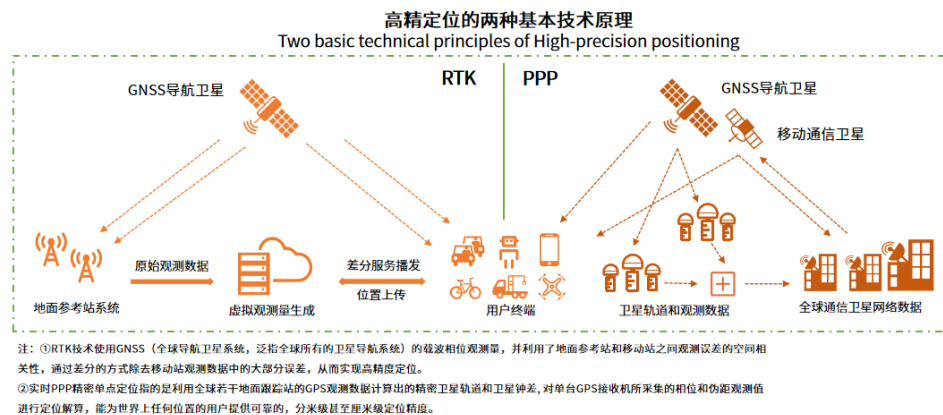 高精定位的两种基本技术原理
Two basic technical principles of High-precision positioning
RTK
PPP
GNSS导航卫星
GNSS导航卫星
移动通信卫星
原始观测数据
差分服务播发
位置上传
地面参考站系统
虚拟观测量生成
用户终端
卫星轨道和观测数据
全球通信卫星网络数据
注：①RTK技术使用GNSS（全球导航卫星系统，泛指全球所有的卫星导航系统）的载波相位观测量，并利用了地面参考站和移动站之间观测误差的空间相
关性，通过差分的方式除去移动站观测数据中的大部分误差，从而实现高精度定位。
②实时PPP精密单点定位指的是利用全球若干地面跟踪站的GPS观测数据计算出的精密卫星轨道和卫星钟差, 对单台GPS接收机所采集的相位和伪距观测值
进行定位解算，能为世界上任何位置的用户提供可靠的，分米级甚至厘米级定位精度。